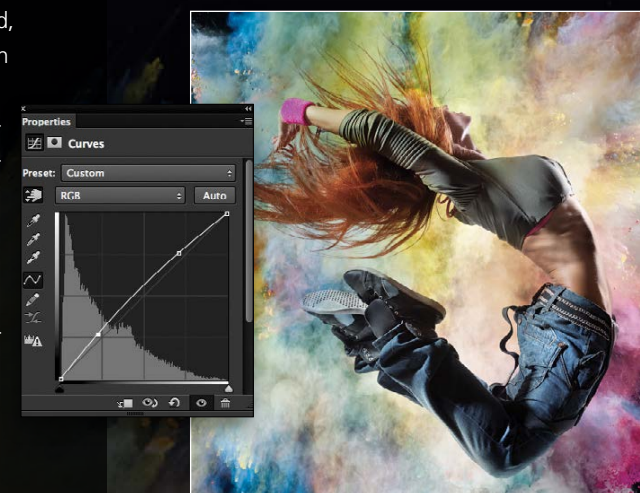 d,
n
Properties
Curves
Preset: Custom
RGB Auto